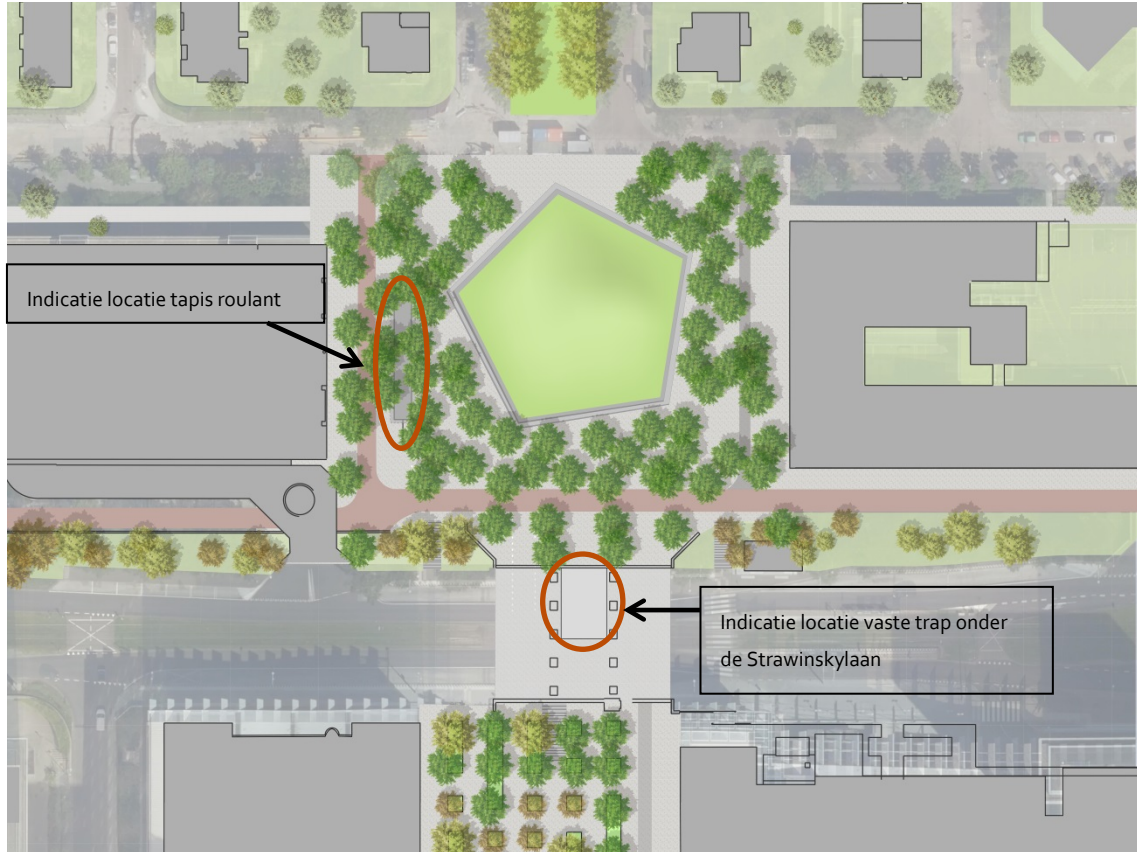 Indicatie locatie tapis roulant
Indicatie locatie vaste trap onder
de Strawinskylaan